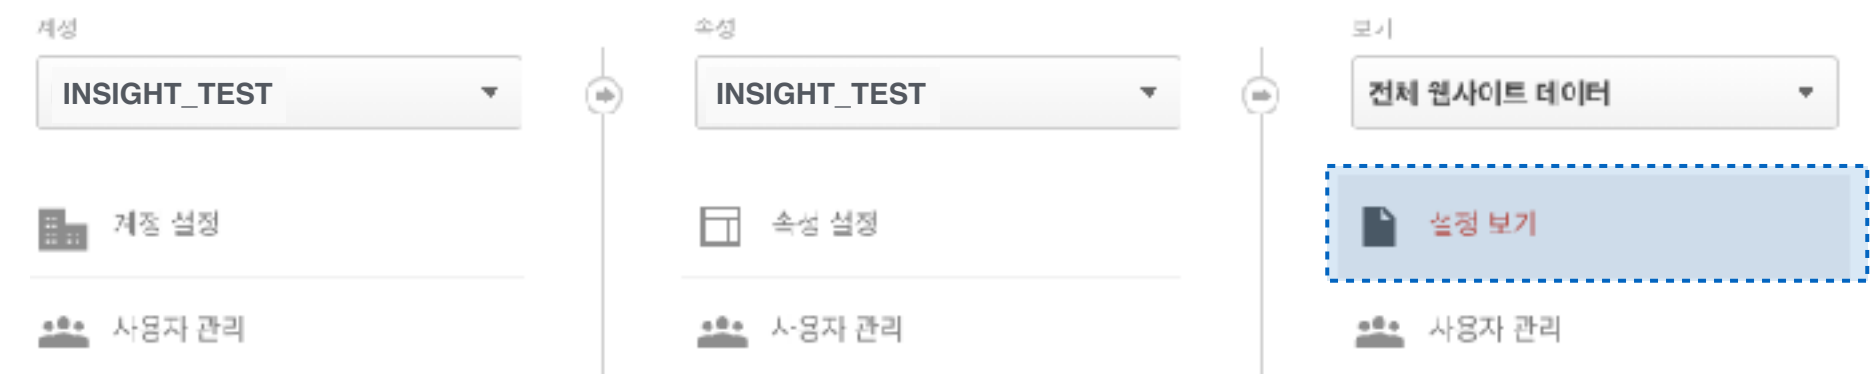 계정
INSIGHT_TEST
계정 설정
사용자 관리
속성
INSIGHT_TEST
속성 설정
사용자 관리
보기
전체 웹사이트 데이터
설정 보기
사용자 관리